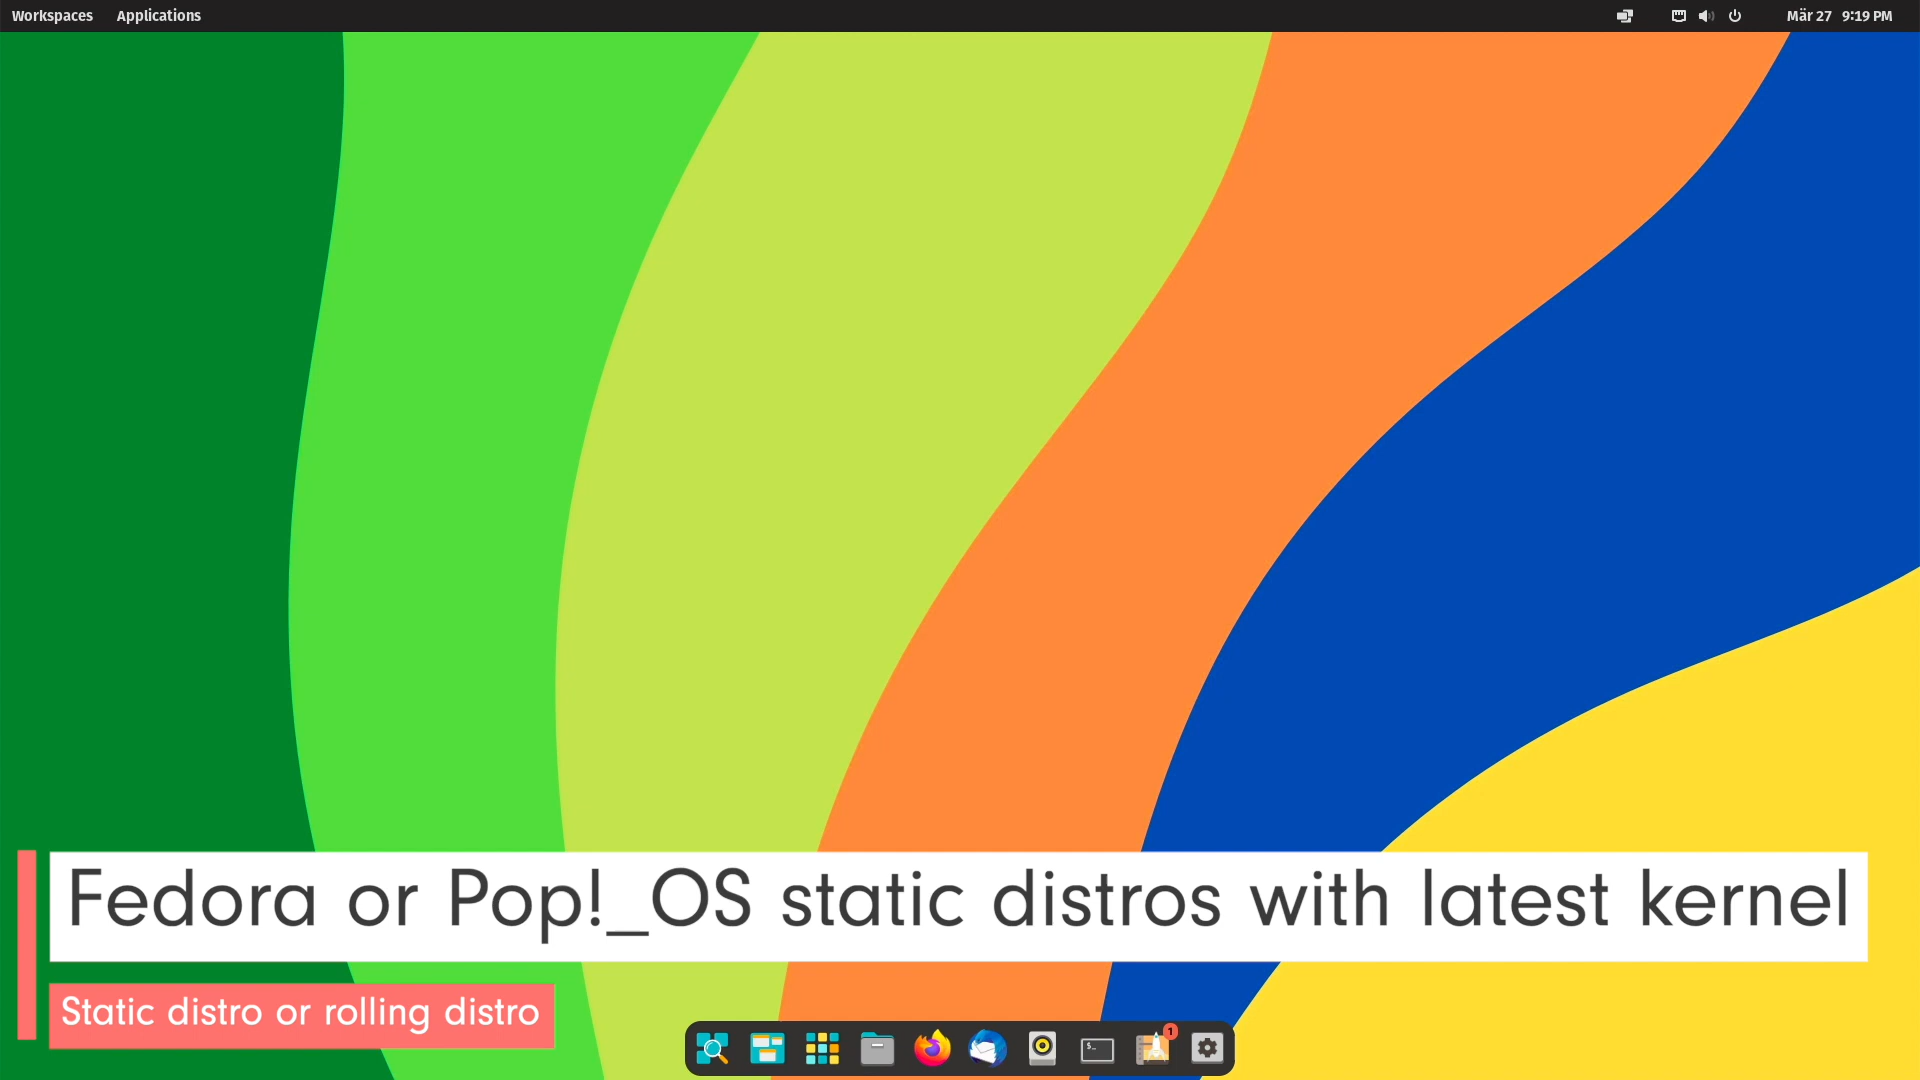 Workspaces Applications Mär 27 9:19 PM
Fedora or Pop!_OS static distros with latest kernel
Static distro or rolling distro
$_
1